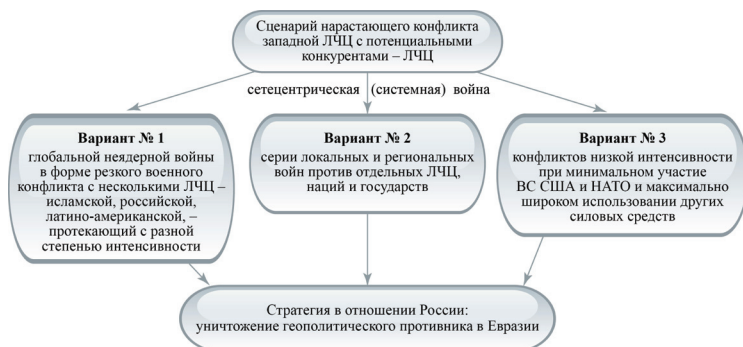 Сценарий нарастающего конфликта
западной ЛЧЦ с потенциальными
конкурентами – ЛЧЦ
сетецентрическая (системная) война
Вариант № 1
глобальной неядерной войны
в форме резкого военного
конфликта с несколькими ЛЧЦ –
исламской, российской,
латино-американской, –
протекающий с разной
степенью интенсивности
Вариант № 2
серии локальных и региональных
войн против отдельных ЛЧЦ,
наций и государств
Вариант № 3
конфликтов низкой интенсивности
при минимальном участие
ВС США и НАТО и максимально
широком использовании других
силовых средств
Стратегия в отношении России:
уничтожение геополитического противника в Евразии